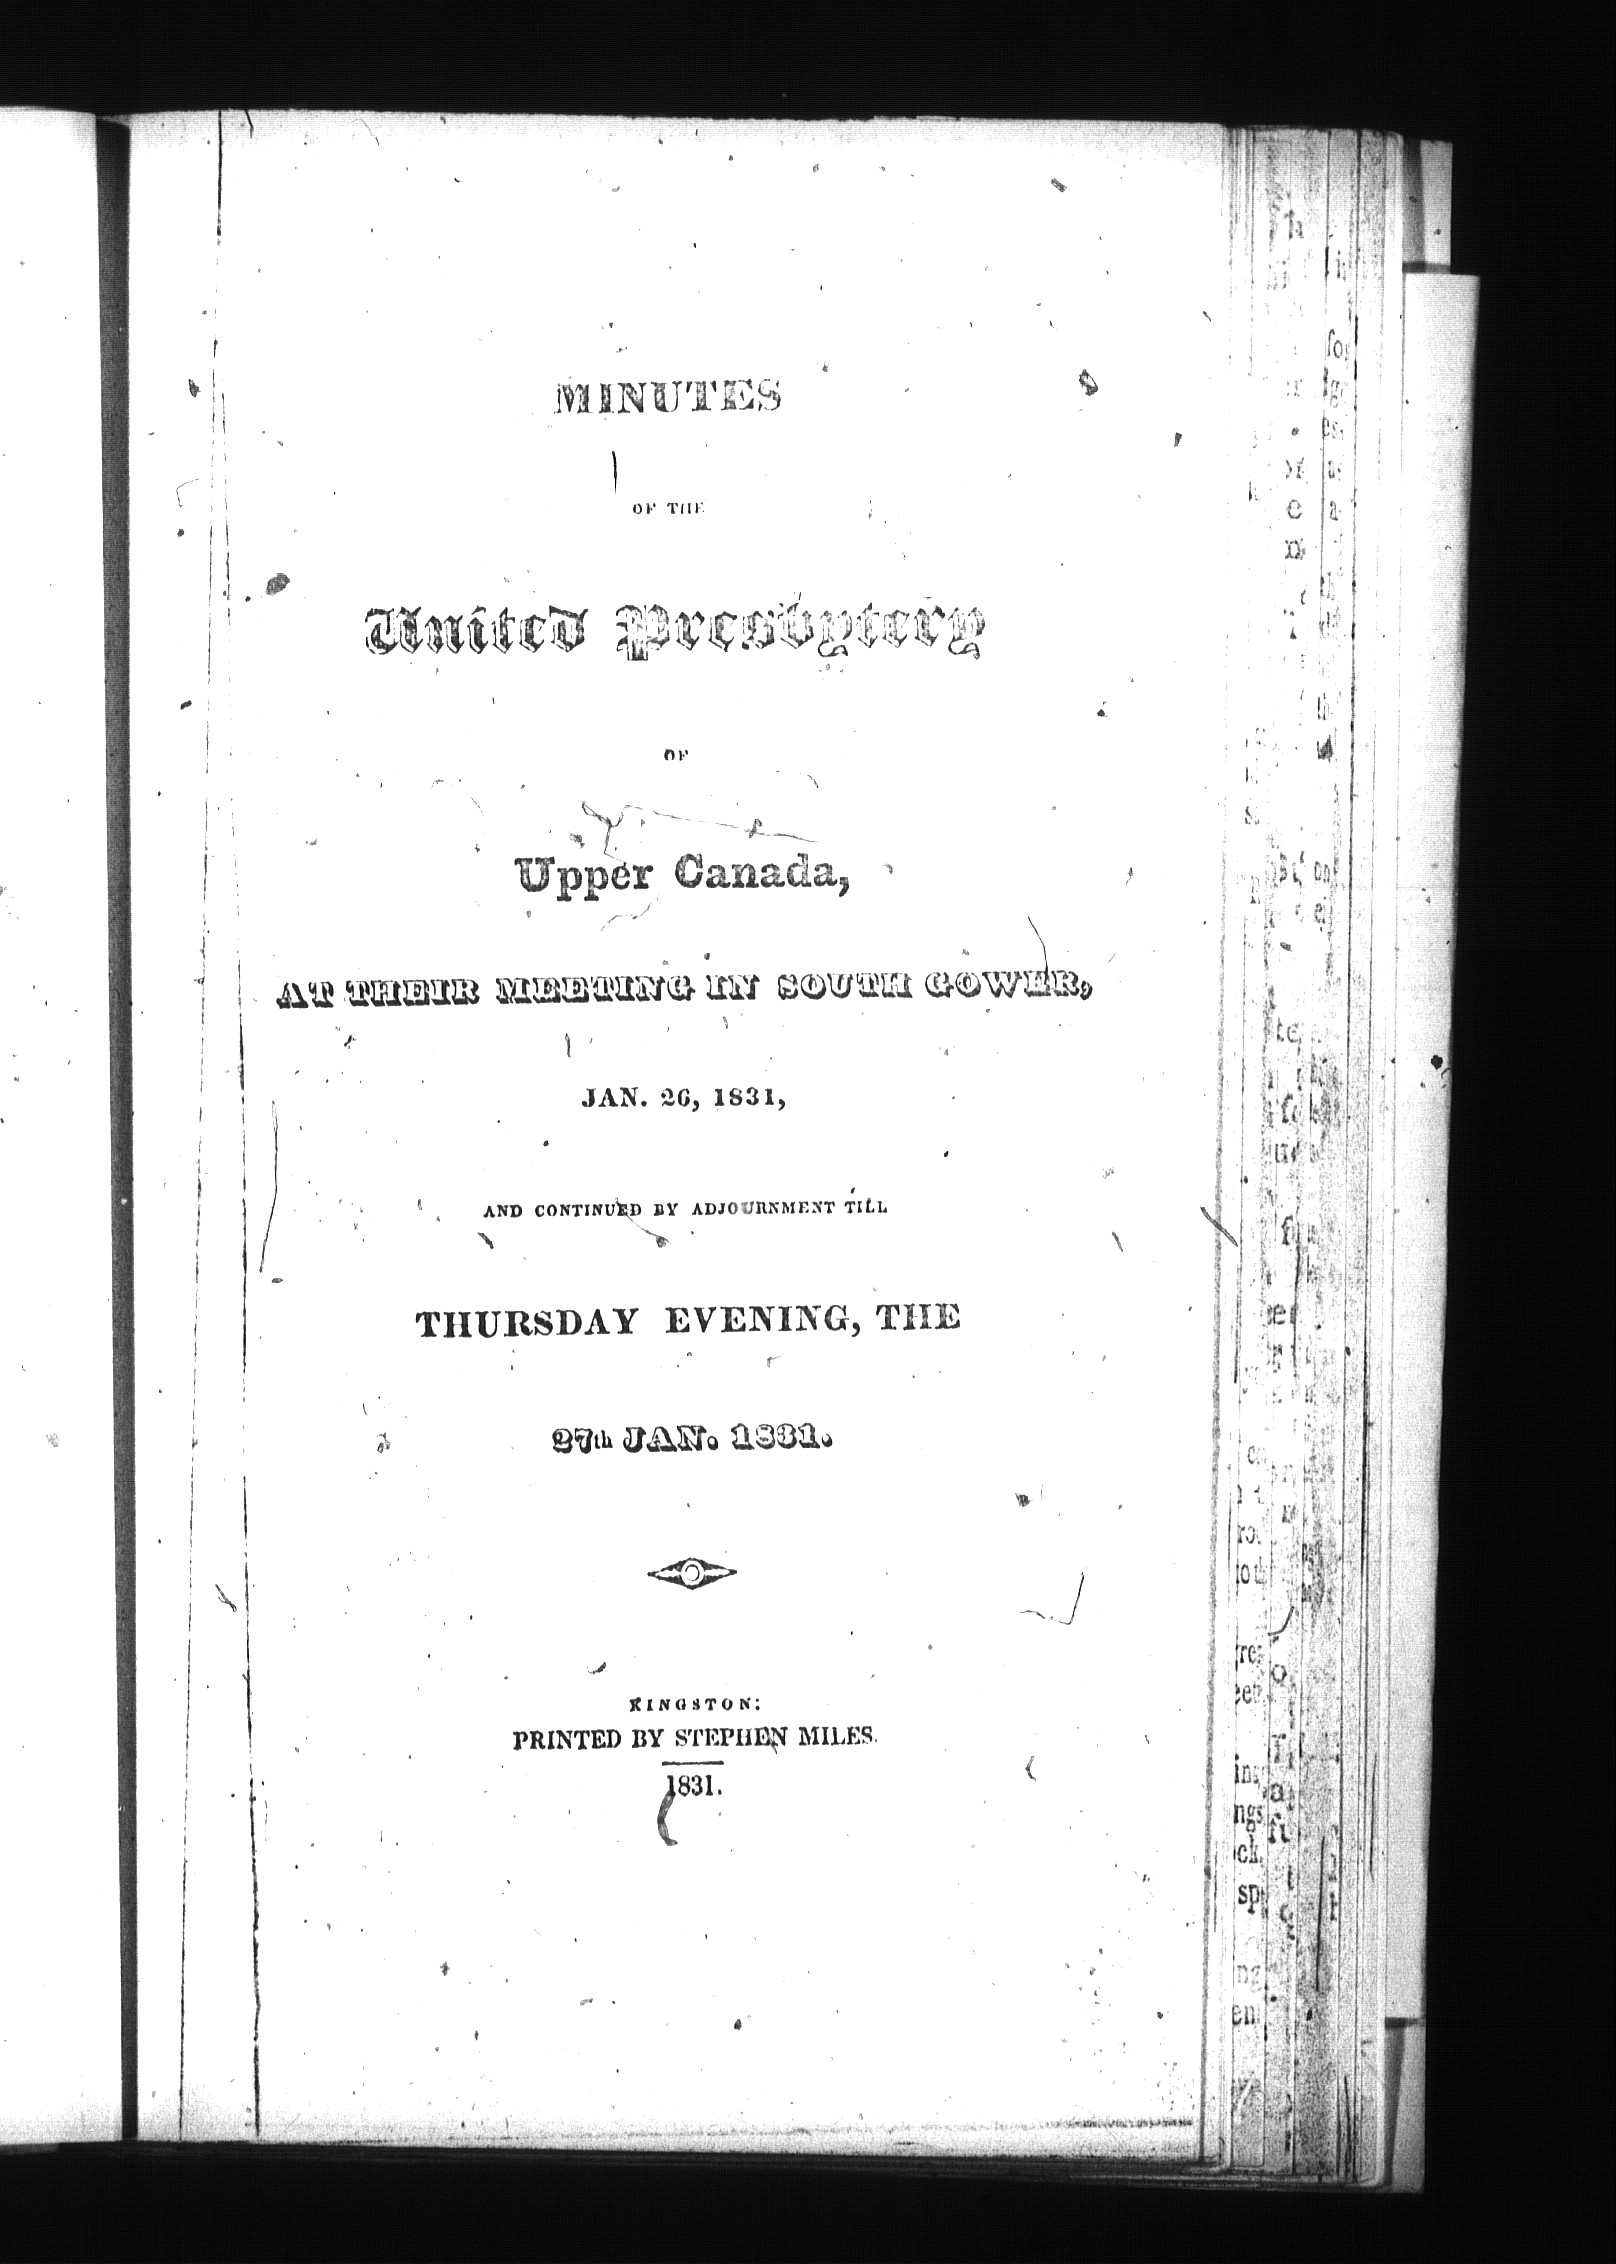 MINUTES
OF THE
United Presbytery
OF
Upper Canada,
AT THEIR MEETING IN SOUTH GOWER,
JAN. 26, 1831,
AND CONTINUED BY ADJOURNMENT TILL
THURSDAY EVENING, THE
27th JAN. 1831.
KINGSTON:
PRINTED BY STEPHEN MILES.
1831.